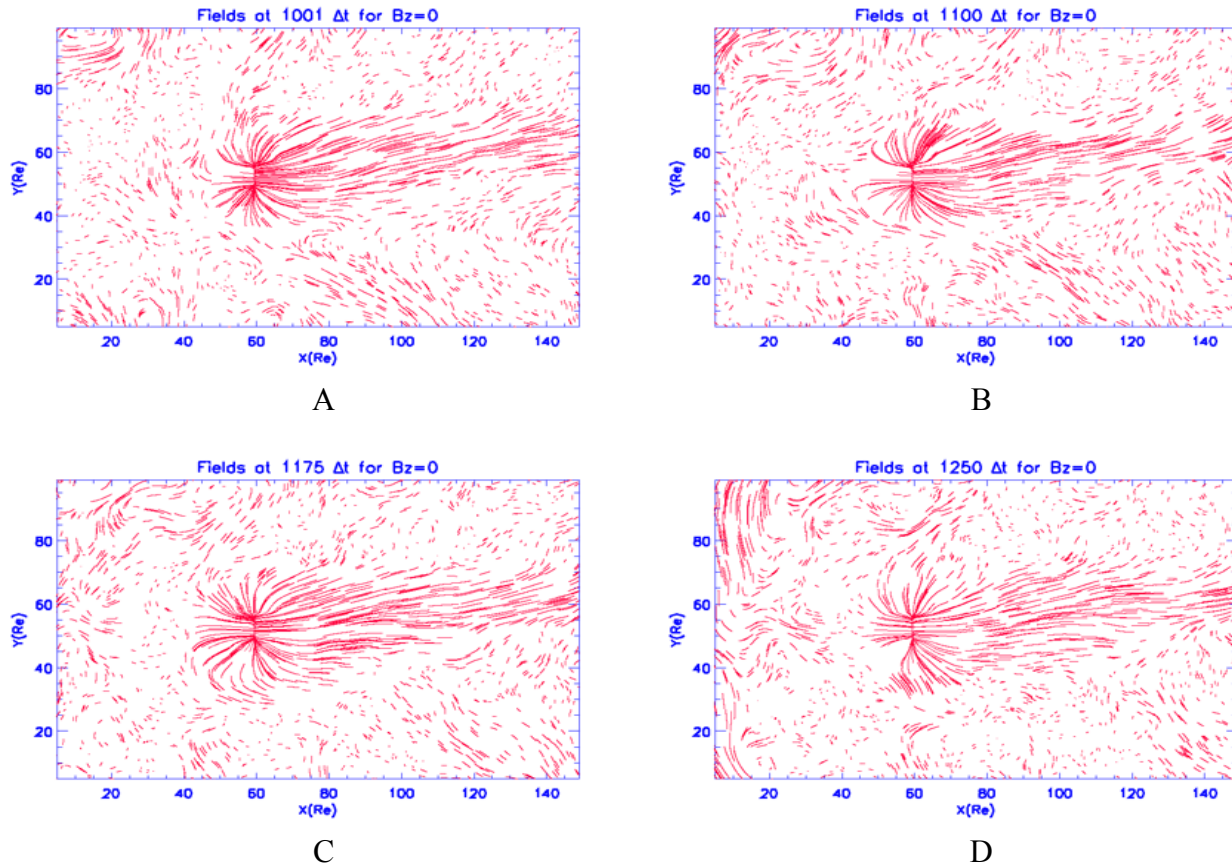 Fields at 1001 Δt for Bz=0
Fields at 1100 Δt for Bz=0
80
60
40
20
Y(Re)
20 40 60 80 100 120 140
X(Re)
80
60
40
20
Y(Re)
20 40 60 80 100 120 140
X(Re)
A
B
Fields at 1175 Δt for Bz=0
Fields at 1250 Δt for Bz=0
80
60
40
20
Y(Re)
20 40 60 80 100 120 140
X(Re)
80
60
40
20
Y(Re)
20 40 60 80 100 120 140
X(Re)
C
D